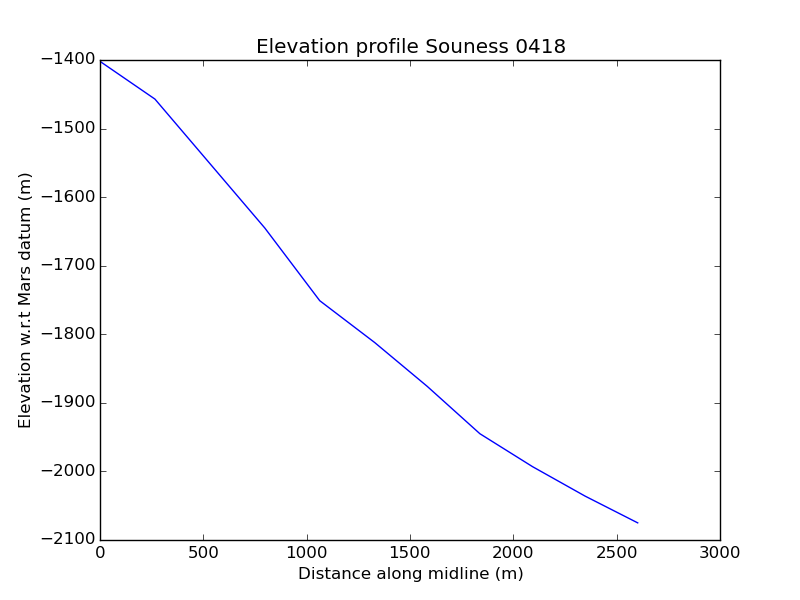 Elevation profile Souness 0418
−1400
−1500
−1600
−1700
−1800
−1900
−2000
−2100
Elevation w.r.t Mars datum (m)
0 500 1000 1500 2000 2500 3000
Distance along midline (m)